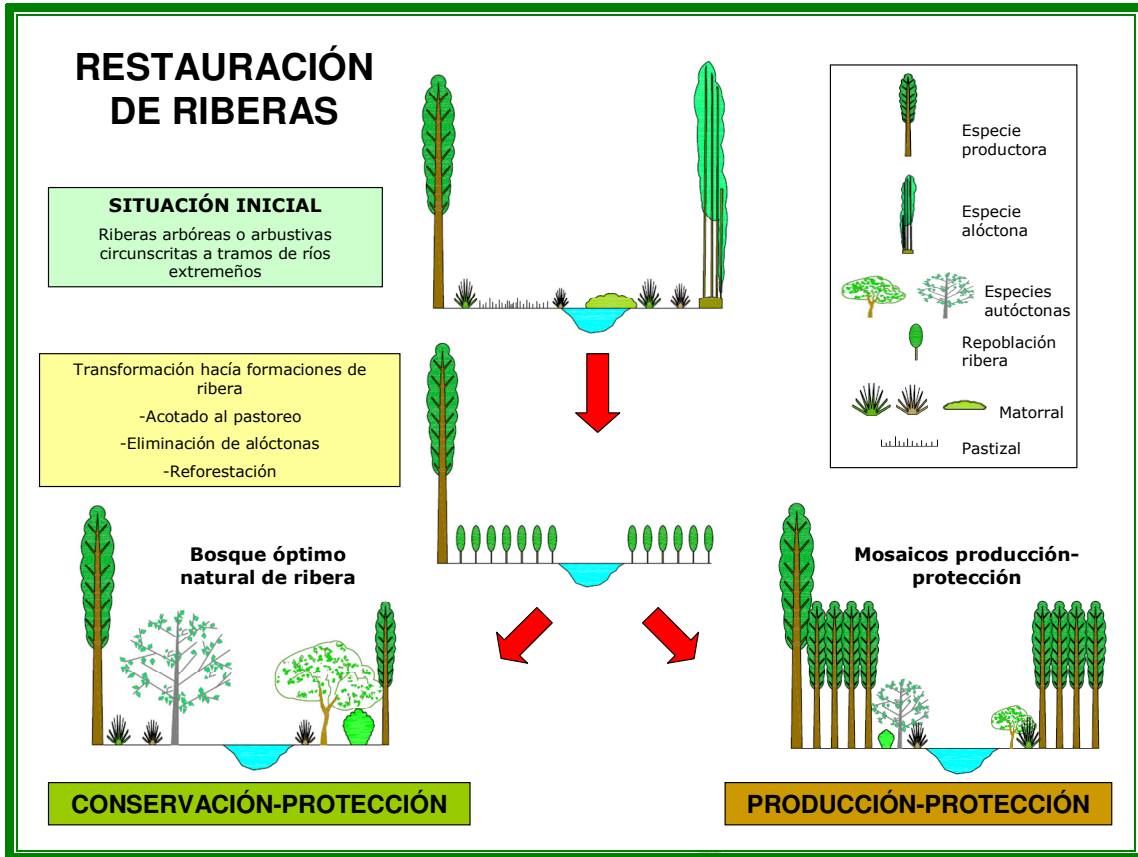 RESTAURACIÓN
DE RIBERAS
SITUACIÓN INICIAL
Riberas arbóreas o arbustivas
circunscritas a tramos de ríos
extremeños
Especie
productora
Especie
alóctona
Especies
autóctonas
Repoblación
ribera
Matorral
Pastizal
Transformación hacía formaciones de
ribera
-Acotado al pastoreo
-Eliminación de alóctonas
-Reforestación
Bosque óptimo
natural de ribera
Mosaicos producción-
protección
CONSERVACIÓN-PROTECCIÓN
PRODUCCIÓN-PROTECCIÓN